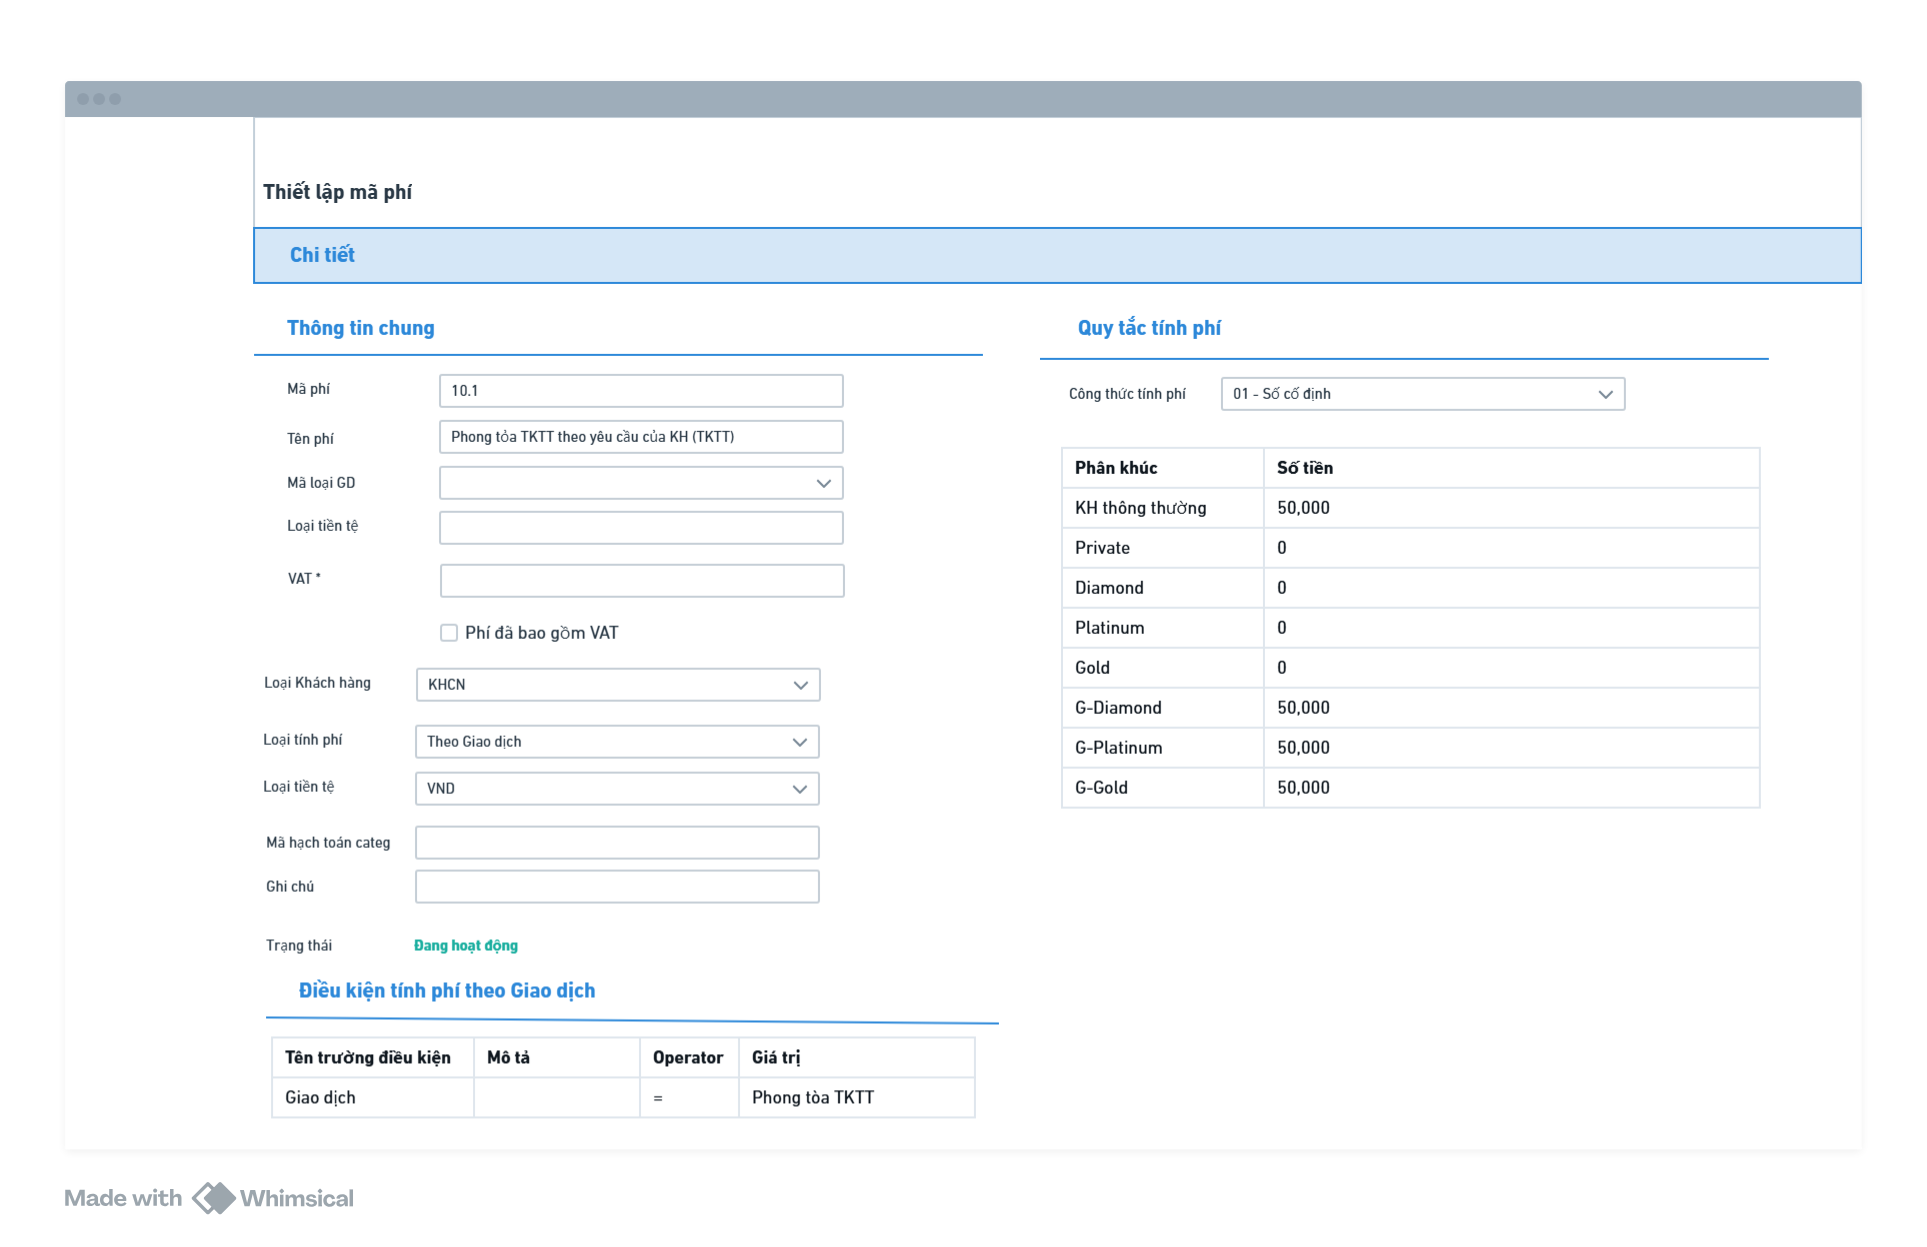 Thiết lập mã phí
Chi tiết
Thông tin chung
Mã phí 10.1
Tên phí Phong tỏa TKTT theo yêu cầu của KH (TKTT)
Mã loại GD
Loại tiền tệ
VAT *
Phí đã bao gồm VAT
Loại Khách hàng KHCN
Loại tính phí Theo Giao dịch
Loại tiền tệ VND
Mã hạch toán categ
Ghi chú
Trạng thái Đang hoạt động
Điều kiện tính phí theo Giao dịch
Tên trường điều kiện Mô tả Operator Giá trị
Giao dịch = Phong tòa TKTT
Quy tắc tính phí
Công thức tính phí 01 - Số cố định
Phân khúc Số tiền
KH thông thường 50,000
Private 0
Diamond 0
Platinum 0
Gold 0
G-Diamond 50,000
G-Platinum 50,000
G-Gold 50,000
Made with Whimsical